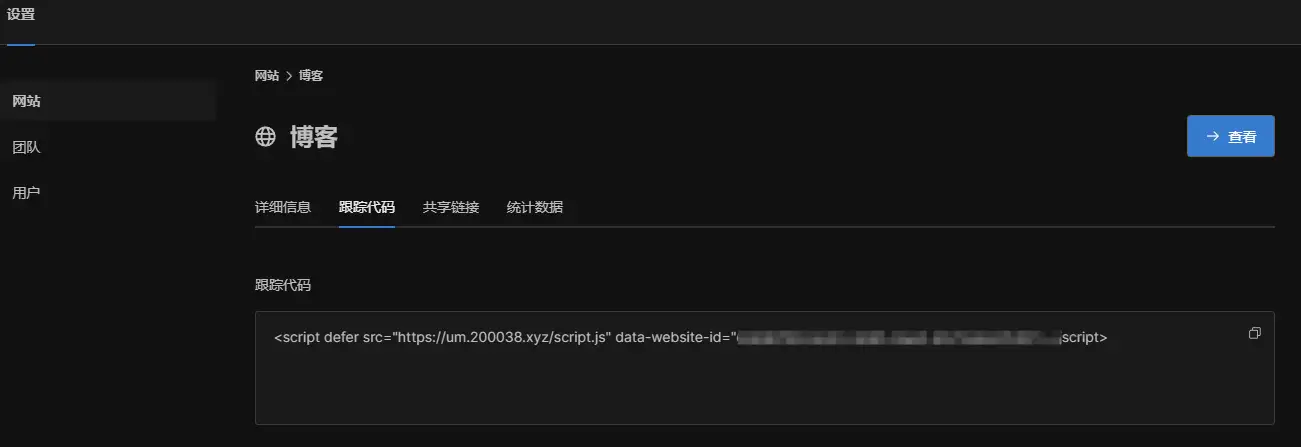 设置
网站
团队
用户
网站 > 博客
博客
查看
详细信息 跟踪代码 共享链接 统计数据
跟踪代码
<script defer src="https://um.200038.xyz/script.js" data-website-id=" script>